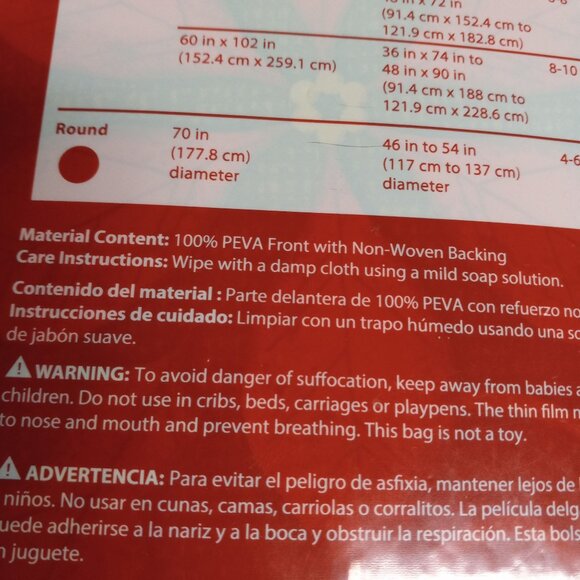 48 in x 72 in
(91.4 cm x 152.4 cm to
121.9 cm x 182.8 cm)
60 in x 102 in
(152.4 cm x 259.1 cm)
36 in x 74 in to
48 in x 90 in
(91.4 cm x 188 cm to
121.9 cm x 228.6 cm)
8-10
Round
70 in
(177.8 cm)
diameter
46 in to 54 in
(117 cm to 137 cm)
diameter
4-6
Material Content: 100% PEVA Front with Non-Woven Backing
Care Instructions: Wipe with a damp cloth using a mild soap solution.
Contenido del material : Parte delantera de 100% PEVA con refuerzo no
Instrucciones de cuidado: Limpiar con un trapo húmedo usando una so
de jabón suave.
WARNING: To avoid danger of suffocation, keep away from babies a
children. Do not use in cribs, beds, carriages or playpens. The thin film m
to nose and mouth and prevent breathing. This bag is not a toy.
ADVERTENCIA: Para evitar el peligro de asfixia, mantener lejos de
niños. No usar en cunas, camas, carriolas o corralitos. La película delg
uede adherirse a la nariz y a la boca y obstruir la respiración. Esta bols
n juguete.